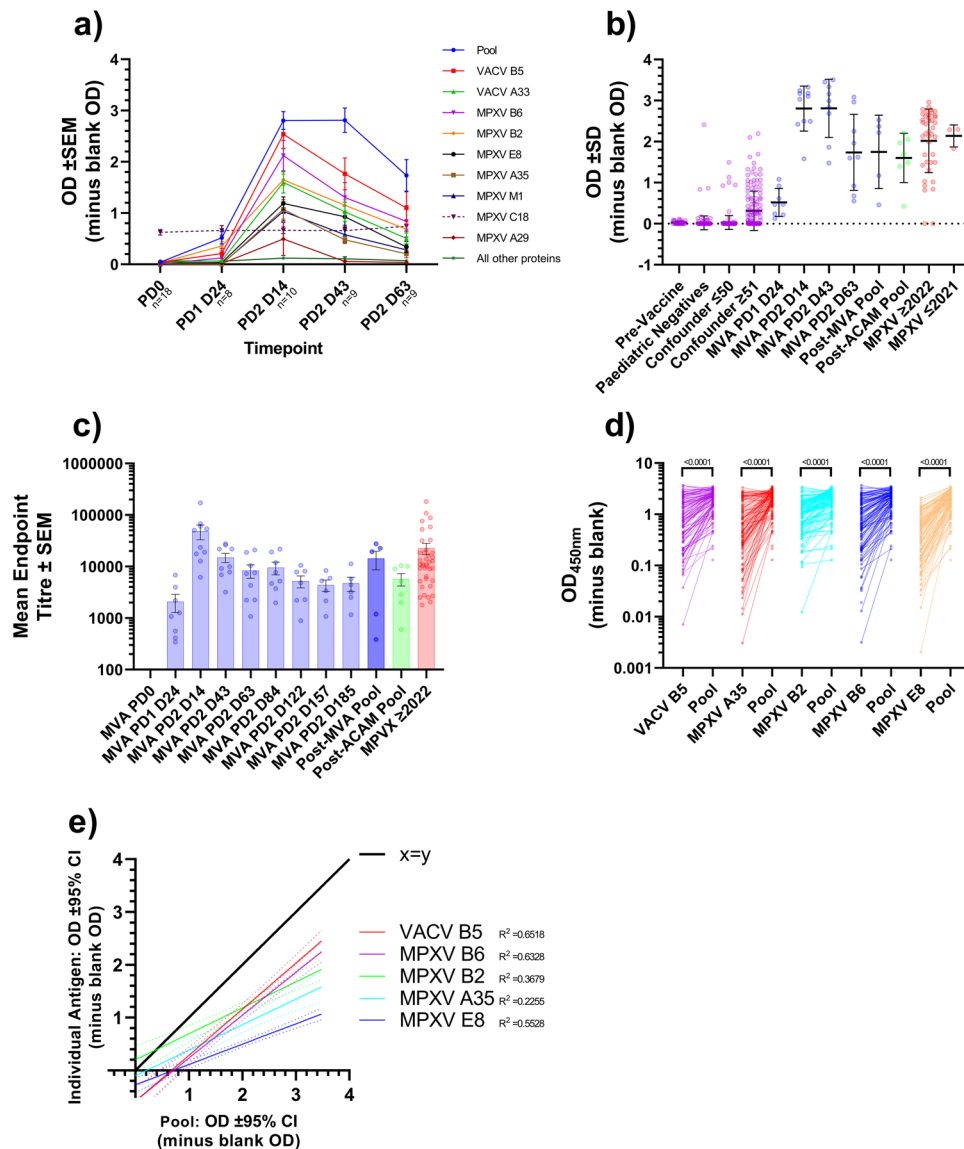 a)
OD ±SEM
(minus blank OD)
4
3
2
1
0
PD0
n=18
PD1 D24
n=8
PD2 D14
n=10
PD2 D43
n=9
PD2 D63
n=9
Timepoint
Pool
VACV B5
VACV A33
MPXV B6
MPXV B2
MPXV E8
MPXV A35
MPXV M1
MPXV C18
MPXV A29
All other proteins
b)
OD ±SD
(minus blank OD)
4
3
2
1
0
-1
Pre-Vaccine
Paediatric Negatives
Confounder ≤50
Confounder ≥51
MVA PD1 D24
MVA PD2 D14
MVA PD2 D43
MVA PD2 D63
Post-MVA Pool
Post-ACAM Pool
MPXV ≥2022
MPXV ≤2021
c)
Mean Endpoint
Titre ± SEM
1000000
100000
10000
1000
100
MVA PD0
MVA PD1 D24
MVA PD2 D14
MVA PD2 D43
MVA PD2 D63
MVA PD2 D84
MVA PD2 D122
MVA PD2 D157
MVA PD2 D185
Post-MVA Pool
Post-ACAM Pool
MPVX ≥2022
d)
OD450nm
(minus blank)
10
1
0.1
0.01
0.001
<0.0001
<0.0001
<0.0001
<0.0001
<0.0001
VACV B5
Pool
MPXV A35
Pool
MPXV B2
Pool
MPXV B6
Pool
MPXV E8
Pool
e)
Individual Antigen: OD ±95% CI
(minus blank OD)
4
3
2
1
1
2
3
4
Pool: OD ±95% CI
(minus blank OD)
x=y
VACV B5 R² =0.6518
MPXV B6 R² =0.6328
MPXV B2 R² =0.3679
MPXV A35 R² =0.2255
MPXV E8 R² =0.5528